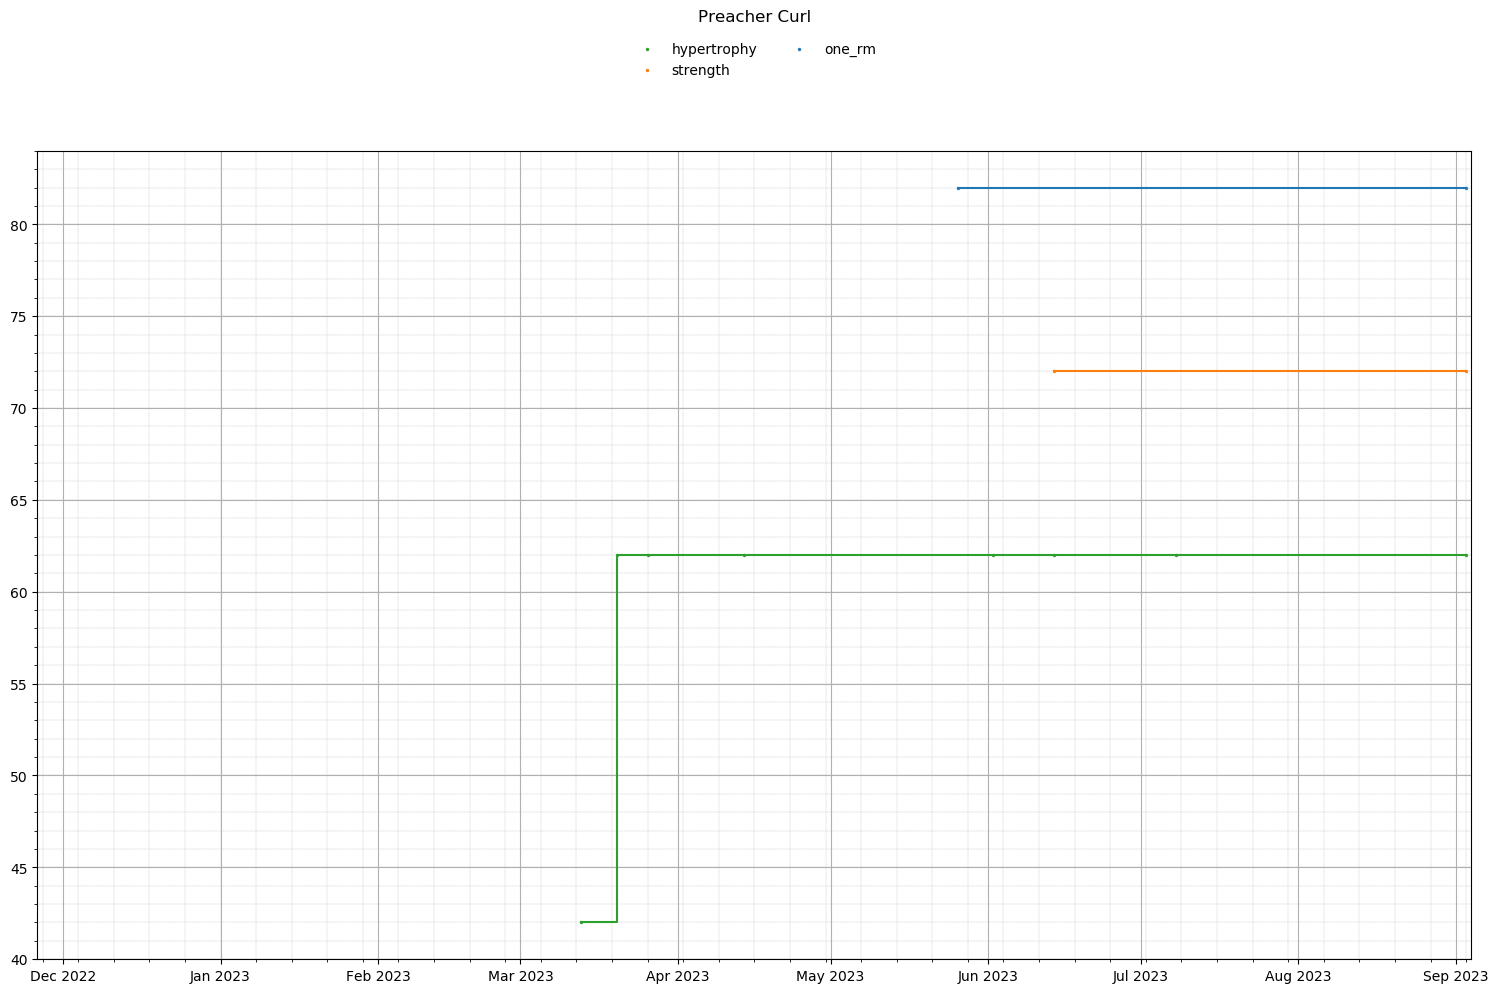 Preacher Curl
hypertrophy
strength
one_rm
80
75
70
65
60
55
50
45
40
Dec 2022
Jan 2023
Feb 2023
Mar 2023
Apr 2023
May 2023
Jun 2023
Jul 2023
Aug 2023
Sep 2023